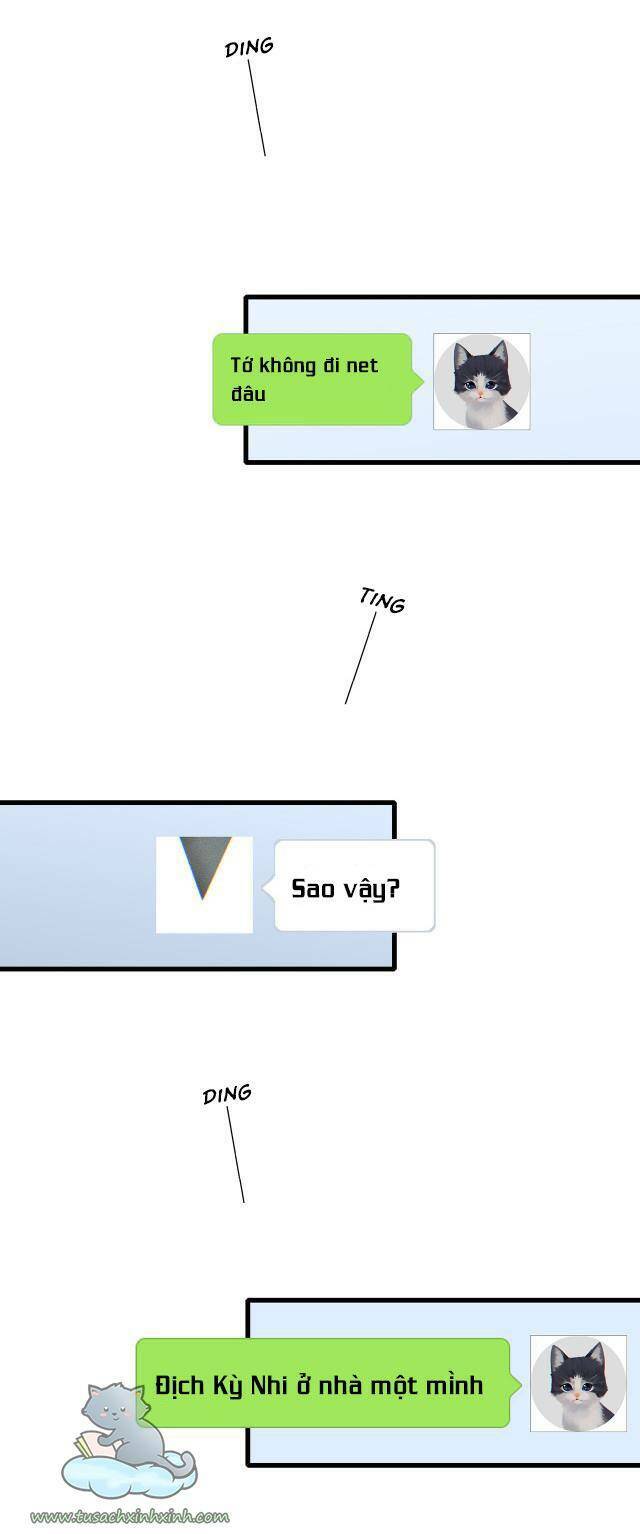 DING
Tớ không đi net
đâu
TING
Sao vậy?
DING
Địch Kỳ Nhi ở nhà một mình
www.tusachxinhxinh.com